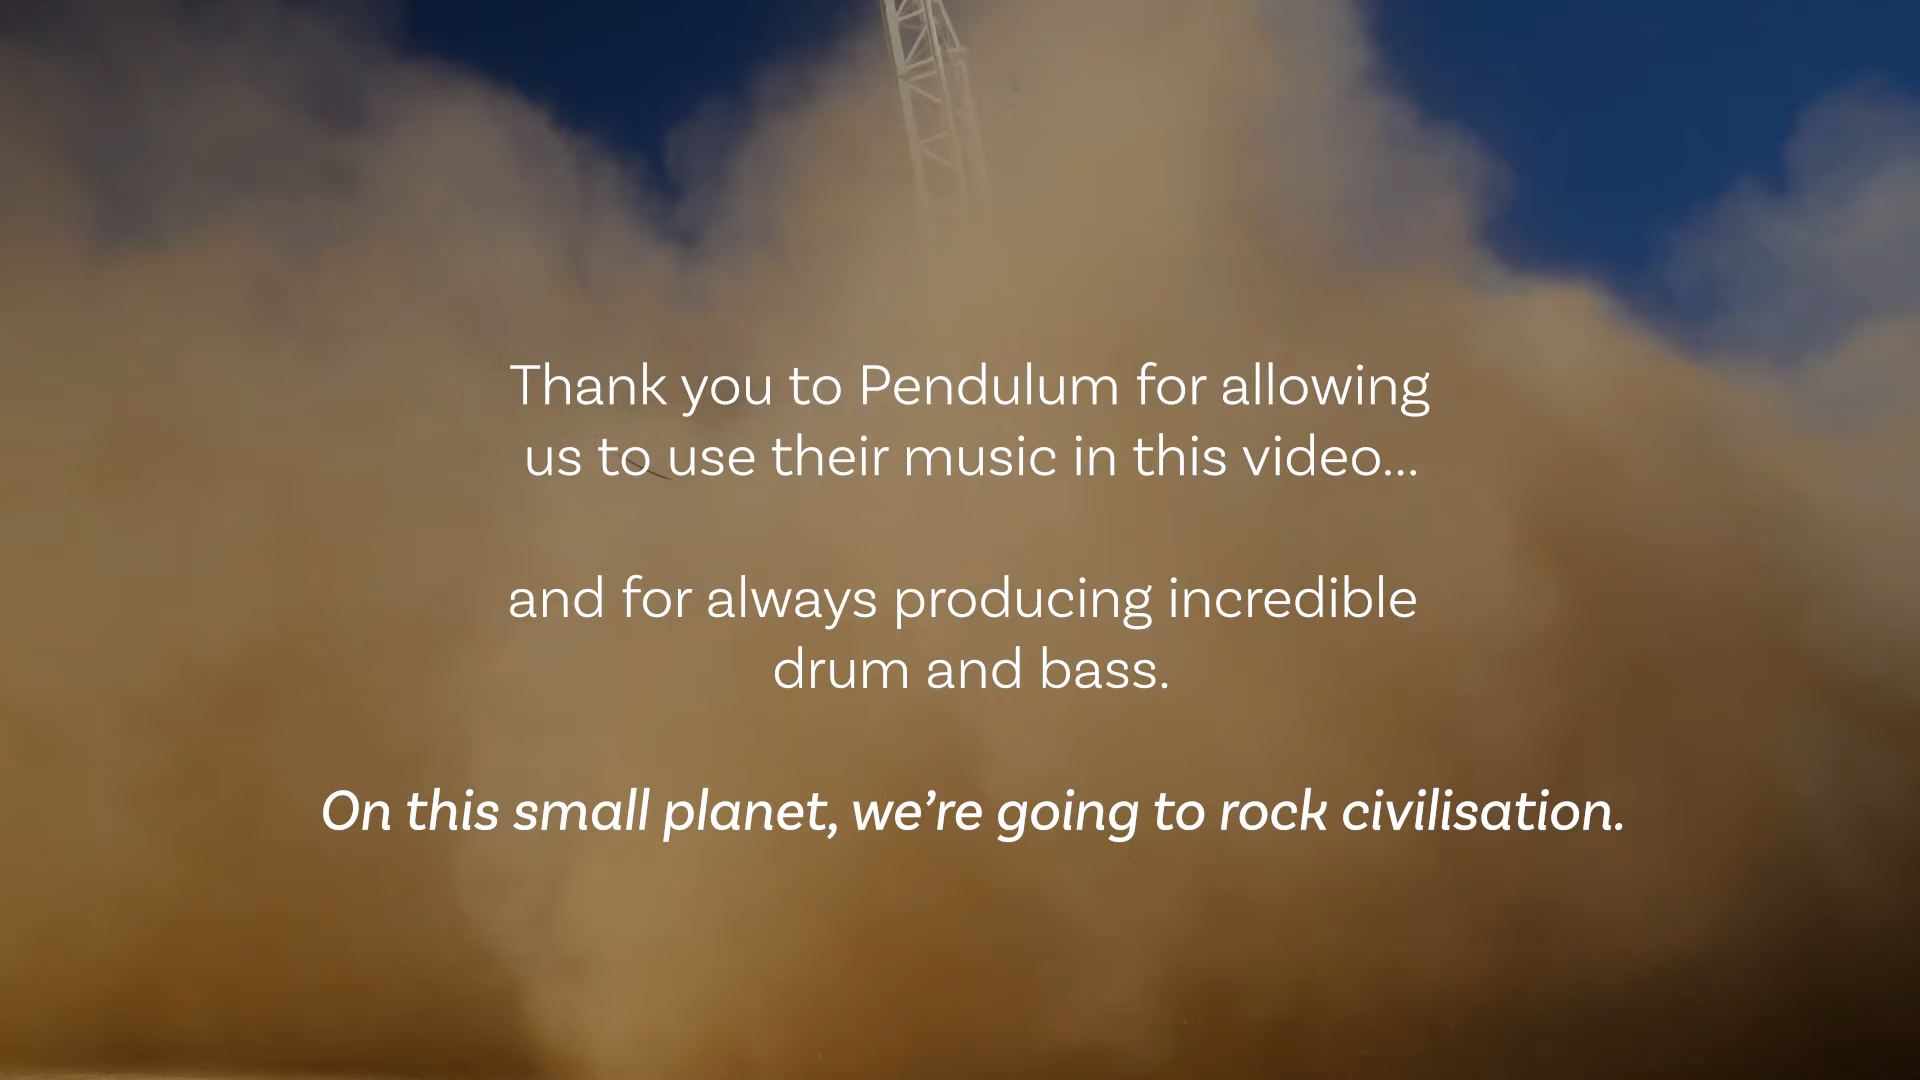 Thank you to Pendulum for allowing
us to use their music in this video...
and for always producing incredible
drum and bass.
On this small planet, we’re going to rock civilisation.